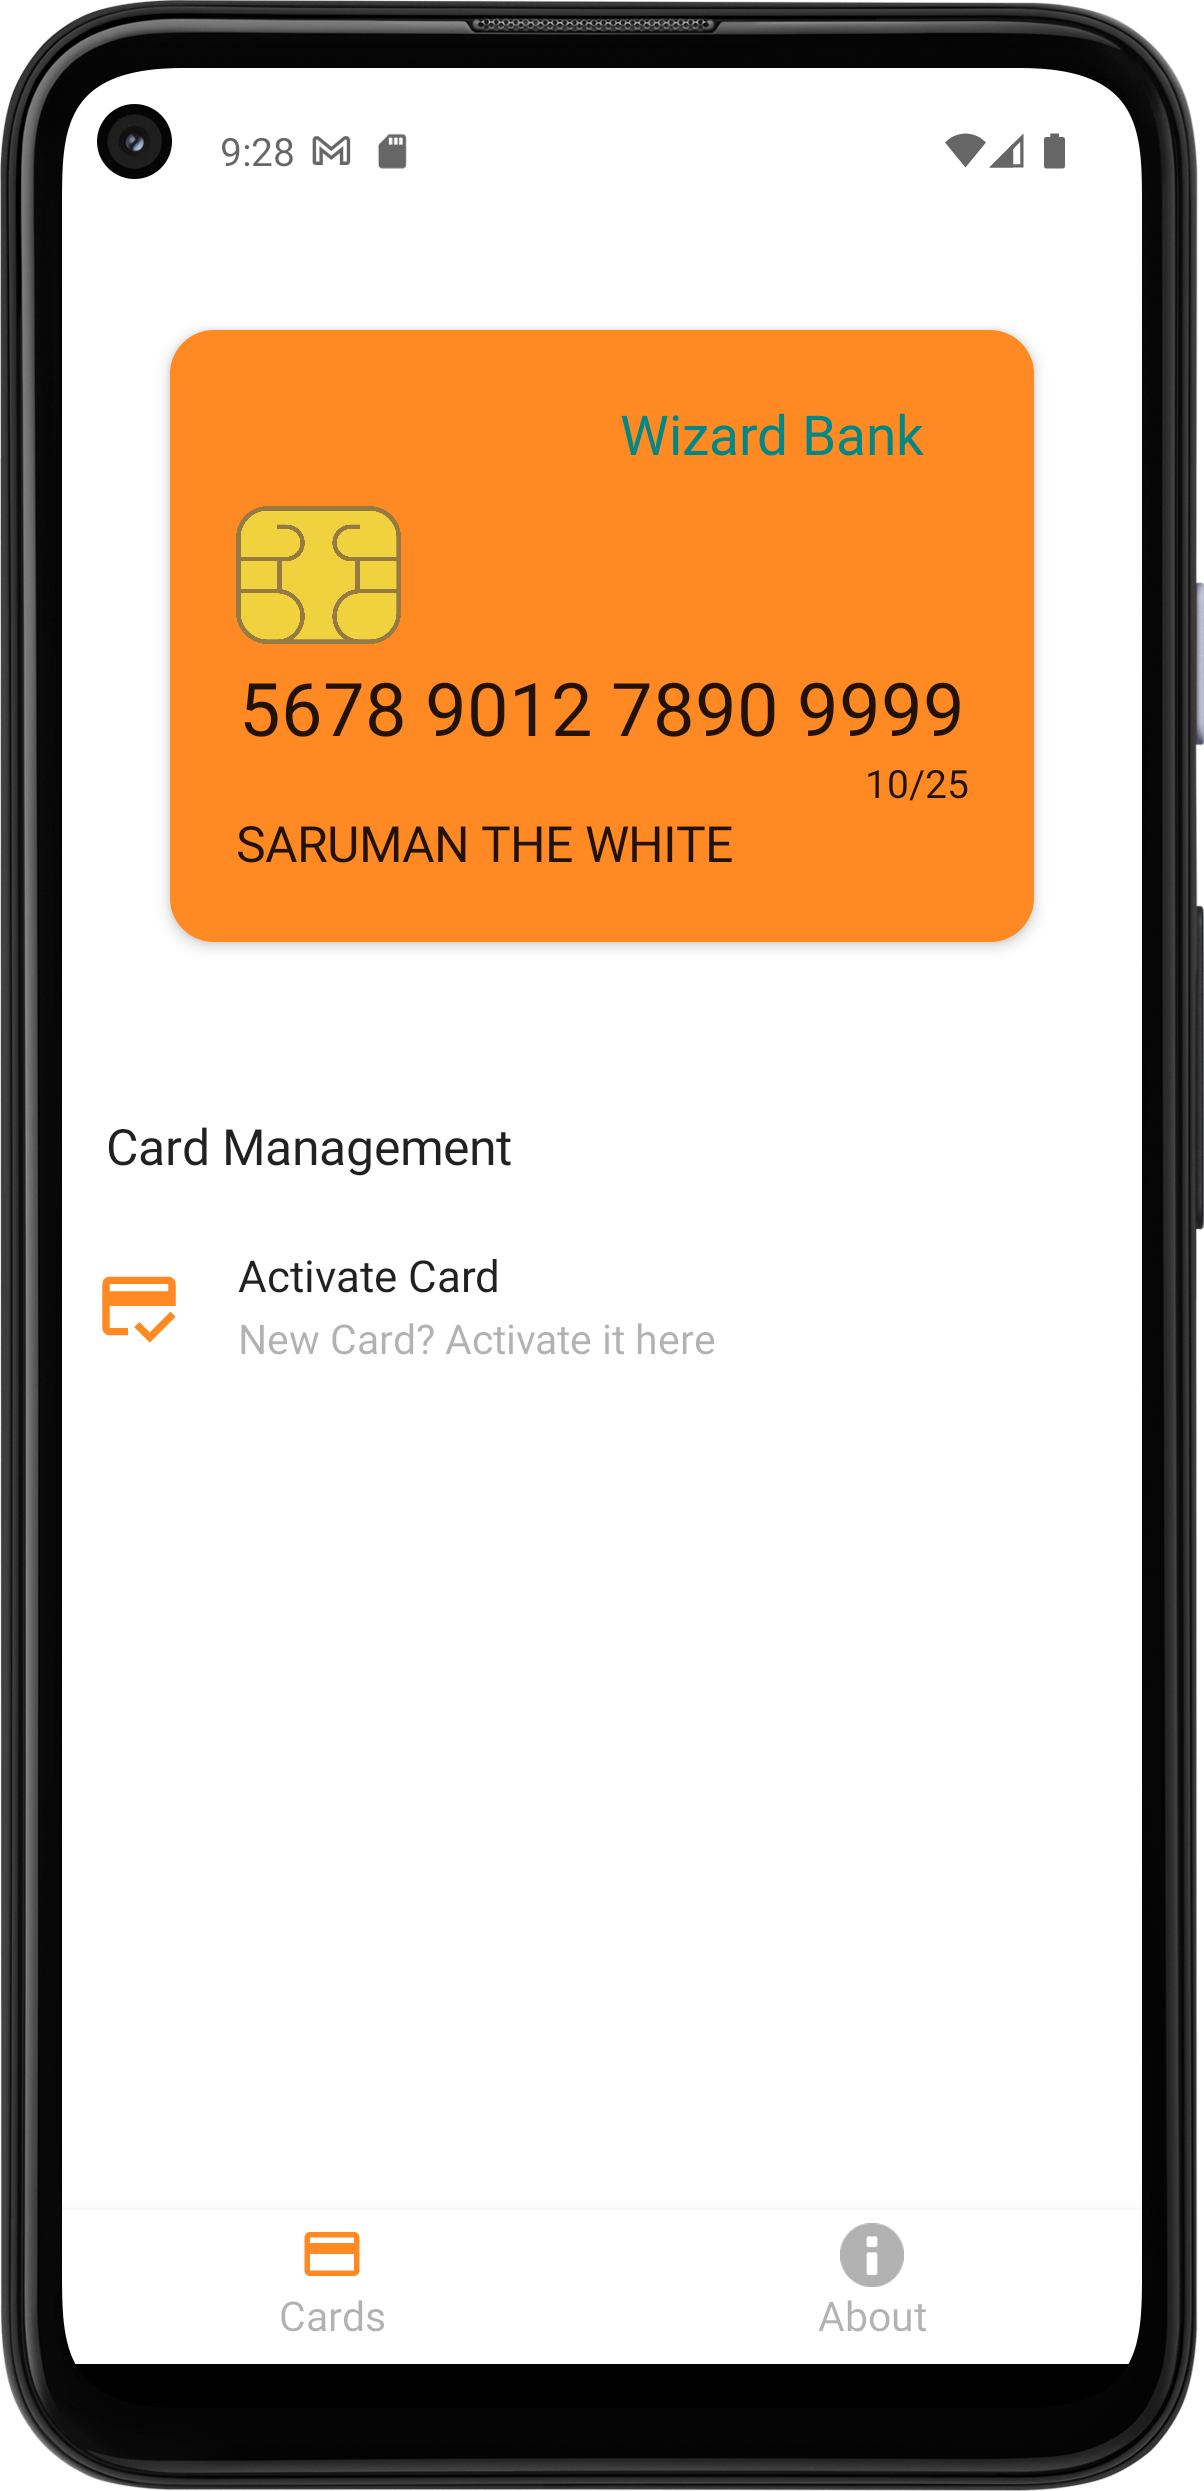 9:28
Wizard Bank
5678 9012 7890 9999
10/25
SARUMAN THE WHITE
Card Management
Activate Card
New Card? Activate it here
Cards
About